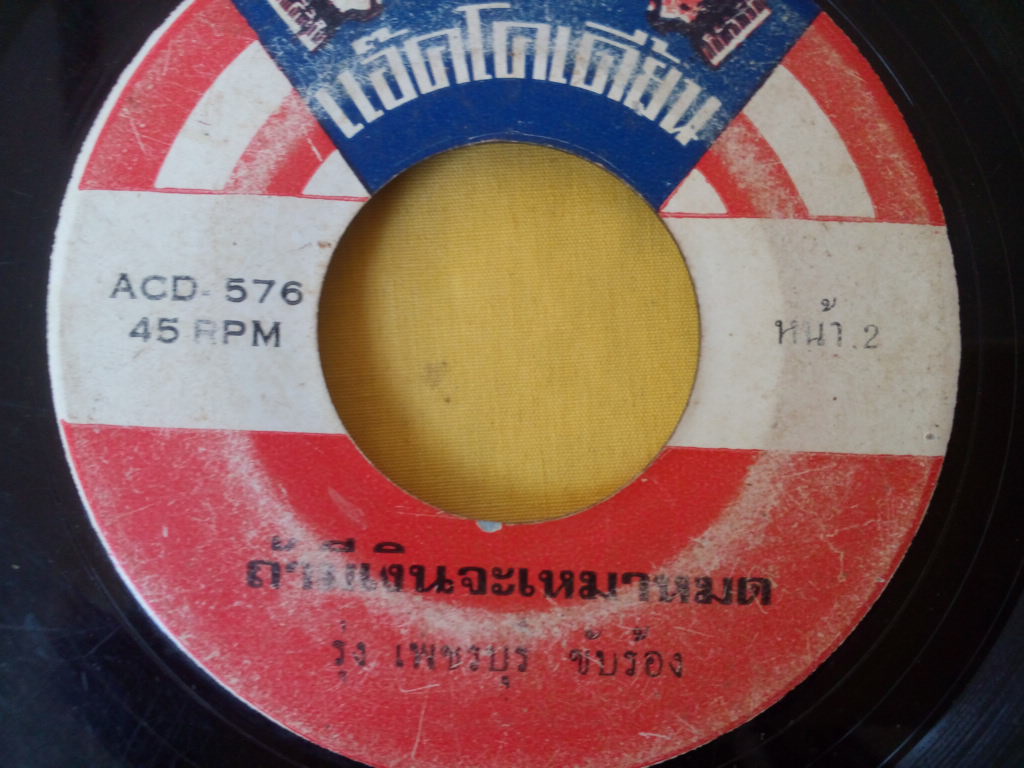 แอ๊คโคเดียน
ACD- 576
45 RPM
หน้า.2
ถ้ามีเงินจะเหมาหมด
รุ่ง เพชรบุรี ขับร้อง